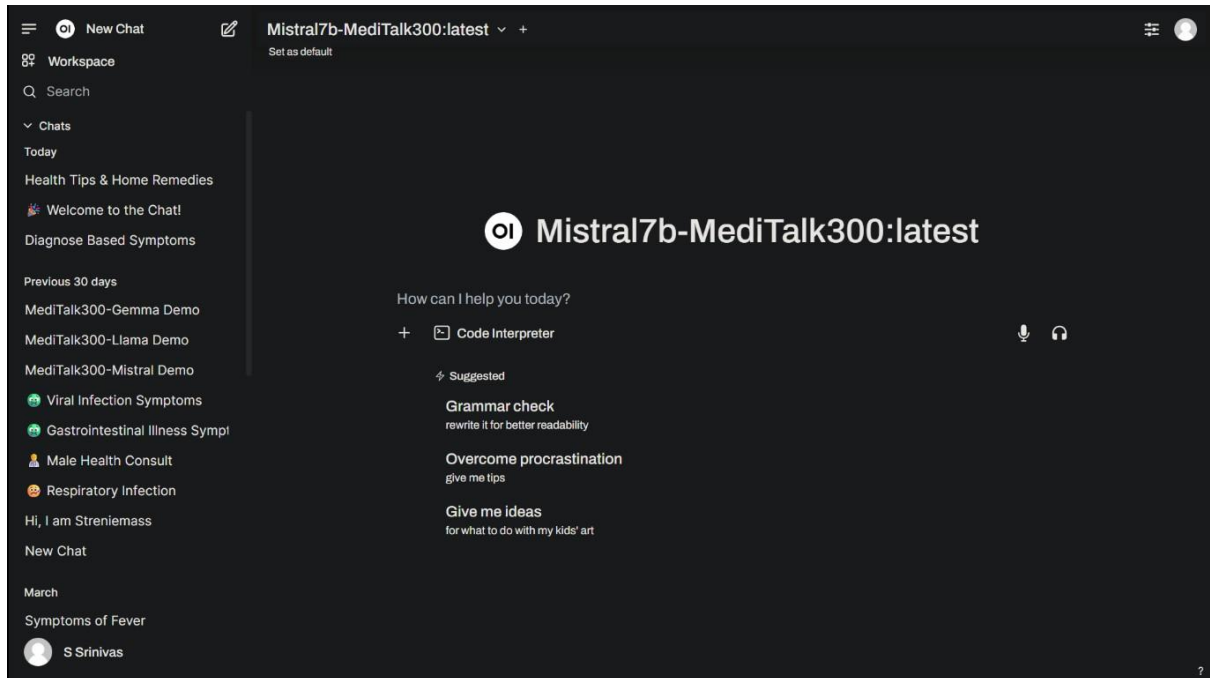 OI New Chat
Workspace
Search
Chats
Today
Health Tips & Home Remedies
Welcome to the Chat!
Diagnose Based Symptoms
Previous 30 days
MediTalk300-Gemma Demo
MediTalk300-Llama Demo
MediTalk300-Mistral Demo
Viral Infection Symptoms
Gastrointestinal Illness Sympt
Male Health Consult
Respiratory Infection
Hi, I am Streniemass
New Chat
March
Symptoms of Fever
S Srinivas
Mistral7b-MediTalk300:latest +
Set as default
OI Mistral7b-MediTalk300:latest
How can I help you today?
+ Code Interpreter
Suggested
Grammar check
rewrite it for better readability
Overcome procrastination
give me tips
Give me ideas
for what to do with my kids' art
?